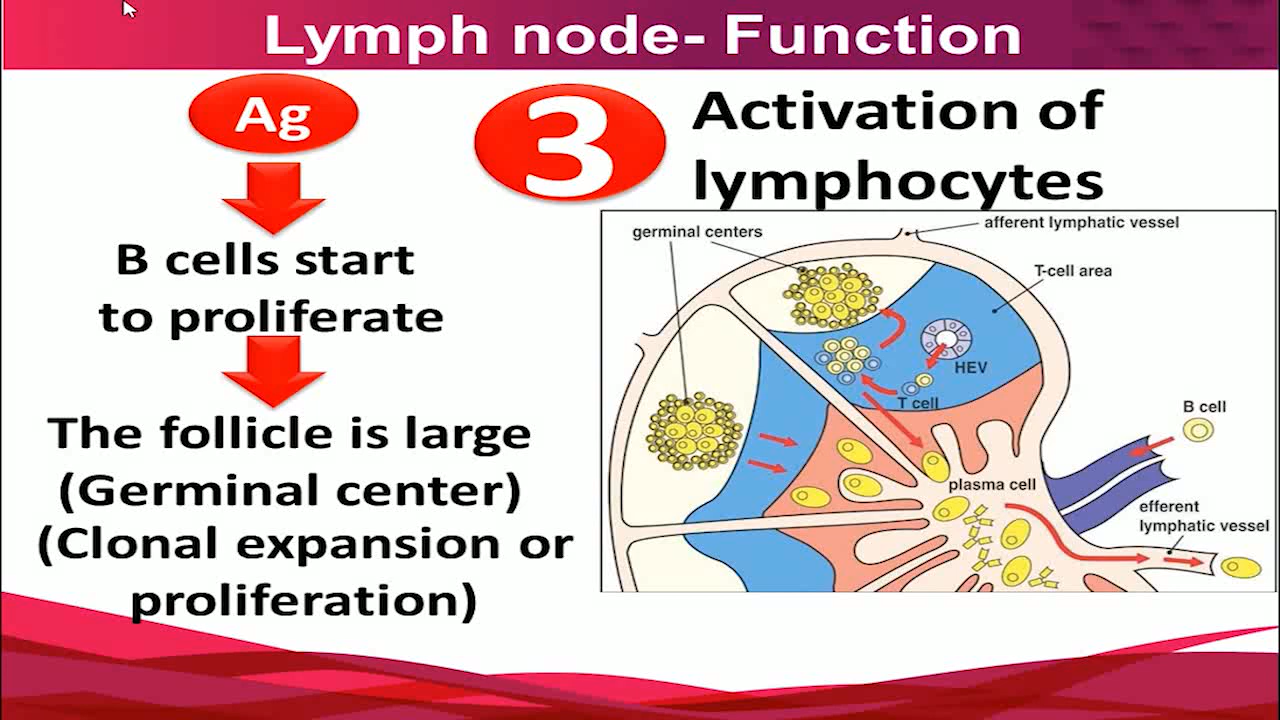 Lymph node- Function
Ag
B cells start
to proliferate
The follicle is large
(Germinal center)
(Clonal expansion or
proliferation)
3
Activation of
lymphocytes
germinal centers
afferent lymphatic vessel
T-cell area
HEV
T cell
B cell
plasma cell
efferent
lymphatic vessel